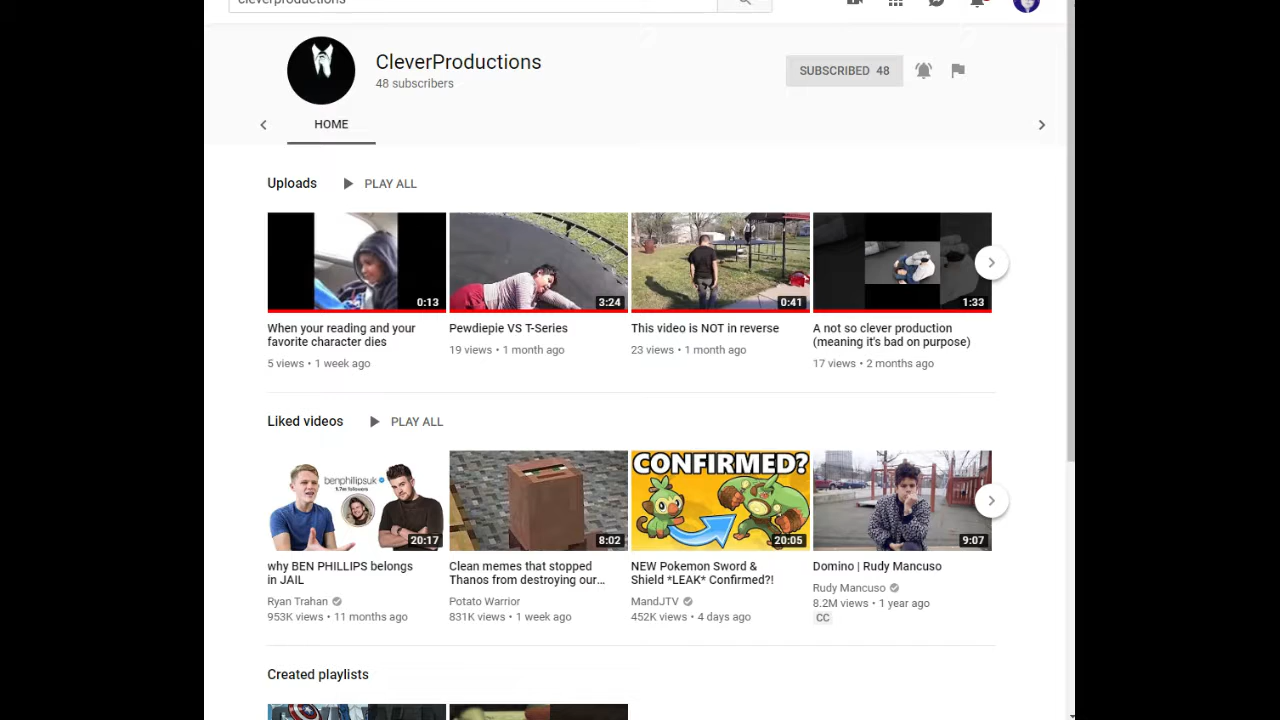 cleverproductions
CleverProductions
48 subscribers
SUBSCRIBED 48
HOME
Uploads
PLAY ALL
0:13
3:24
0:41
1:33
When your reading and your
favorite character dies
5 views • 1 week ago
Pewdiepie VS T-Series
19 views • 1 month ago
This video is NOT in reverse
23 views • 1 month ago
A not so clever production
(meaning it's bad on purpose)
17 views • 2 months ago
Liked videos
PLAY ALL
benphillipsuk
1.7m followers
20:17
8:02
CONFIRMED?
20:05
9:07
why BEN PHILLIPS belongs
in JAIL
Ryan Trahan
953K views • 11 months ago
Clean memes that stopped
Thanos from destroying our...
Potato Warrior
831K views • 1 week ago
NEW Pokemon Sword &
Shield *LEAK* Confirmed?!
MandJTV
452K views • 4 days ago
Domino | Rudy Mancuso
Rudy Mancuso
8.2M views • 1 year ago
CC
Created playlists